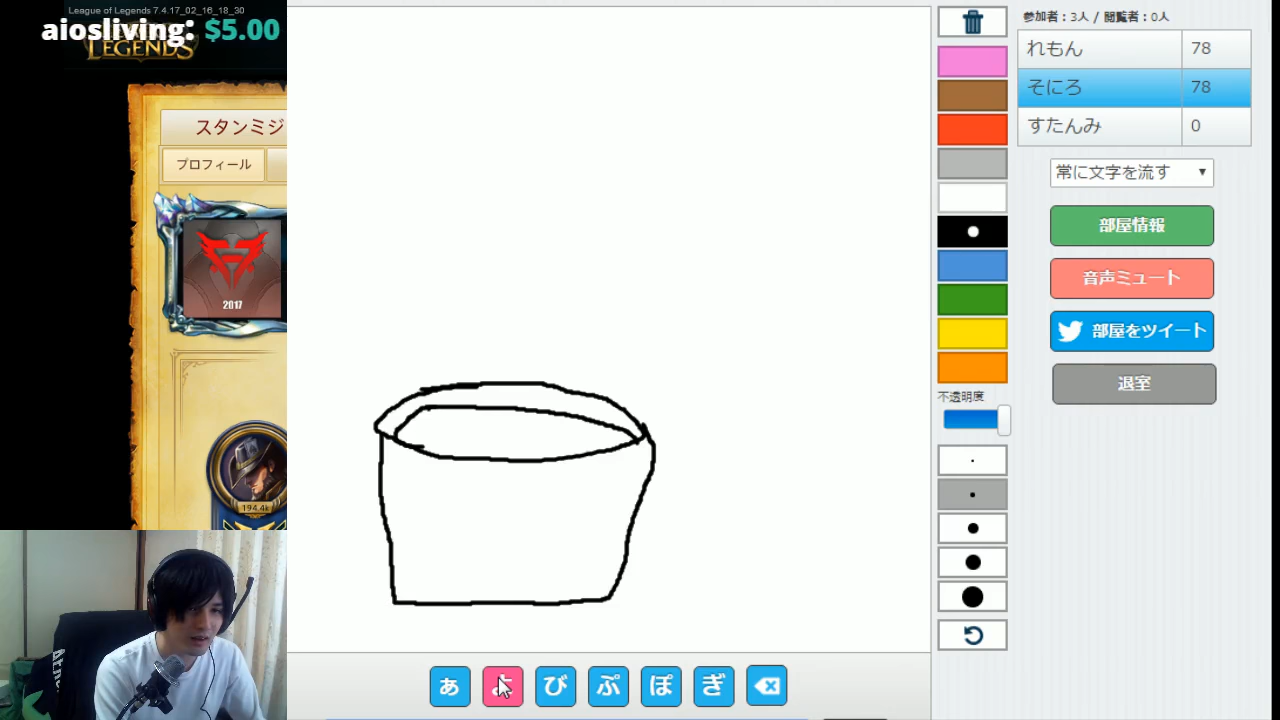 League of Legends 7.4.17_02_16_18_30
aiosliving: $5.00
LEGENDS
スタンミジ
プロフィール
2017
194.4k
参加者：3人 / 閲覧者：0人
れもん 78
そにろ 78
すたんみ 0
常に文字を流す
部屋情報
音声ミュート
部屋をツイート
退室
不透明度
あ
び
ぷ
ぽ
ぎ